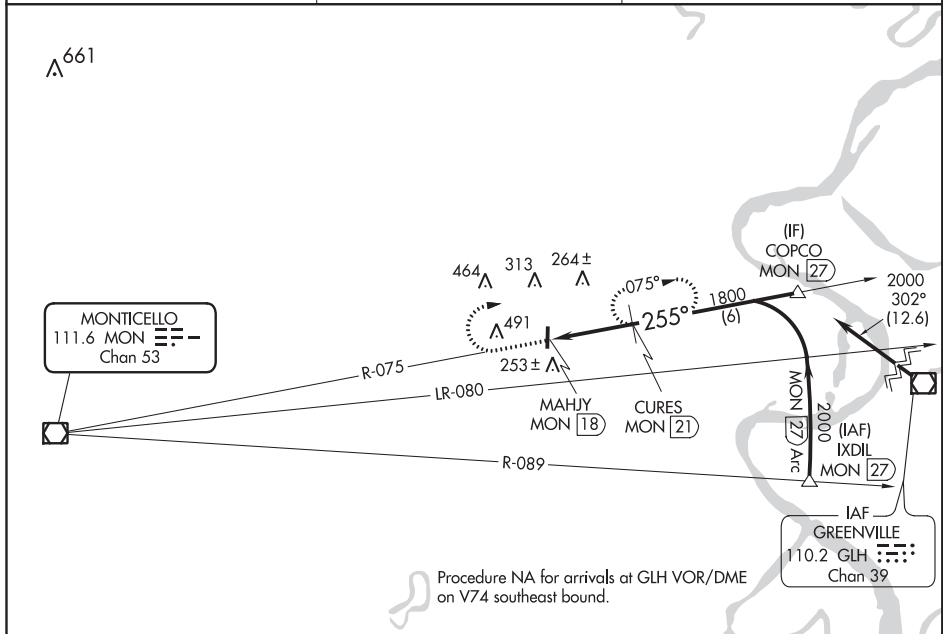 661
(IF)
COPCO
MON 27
2000
302°
(12.6)
464
313
264±
075°
1800
(6)
255°
491
253±
MONTICELLO
111.6 MON
Chan 53
R-075
LR-080
R-089
MAHJY
MON 18
CURES
MON 21
MON 27 Arc
2000
(IAF)
IXDIL
MON 27
IAF
GREENVILLE
110.2 GLH
Chan 39
Procedure NA for arrivals at GLH VOR/DME
on V74 southeast bound.